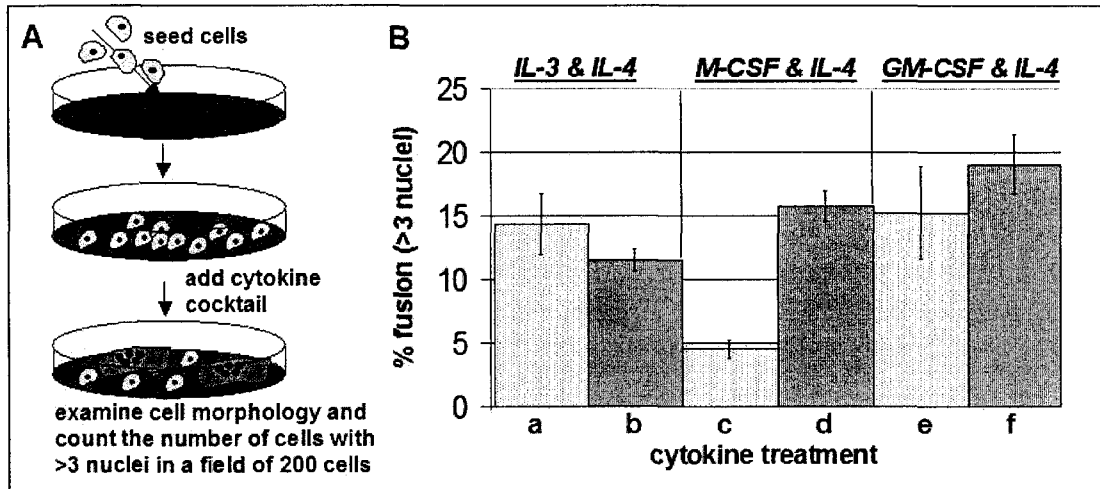 A
seed cells
add cytokine
cocktail
examine cell morphology and
count the number of cells with
>3 nuclei in a field of 200 cells
B
IL-3 & IL-4 M-CSF & IL-4 GM-CSF & IL-4
% fusion (>3 nuclei)
25
20
15
10
5
0
a b c d e f
cytokine treatment